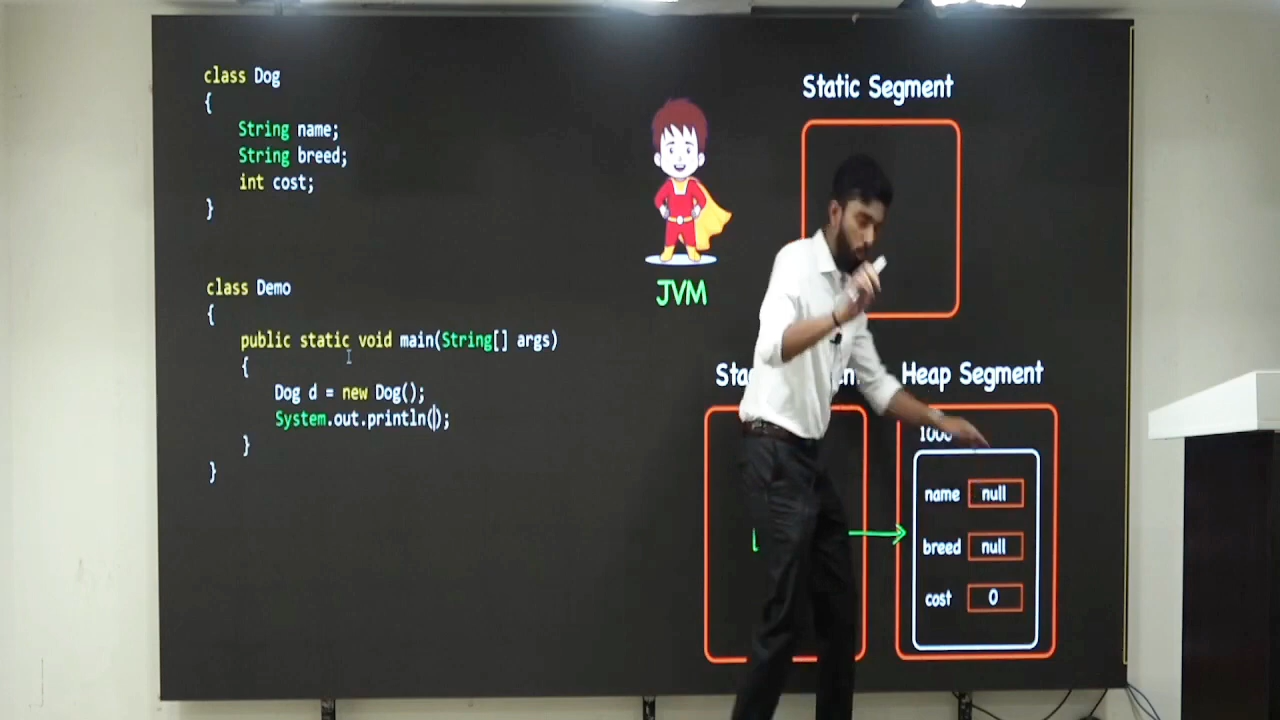 class Dog
{
String name;
String breed;
int cost;
}
class Demo
{
public static void main(String[] args)
{
Dog d = new Dog();
System.out.println();
}
}
JVM
Static Segment
Heap Segment
name null
breed null
cost 0